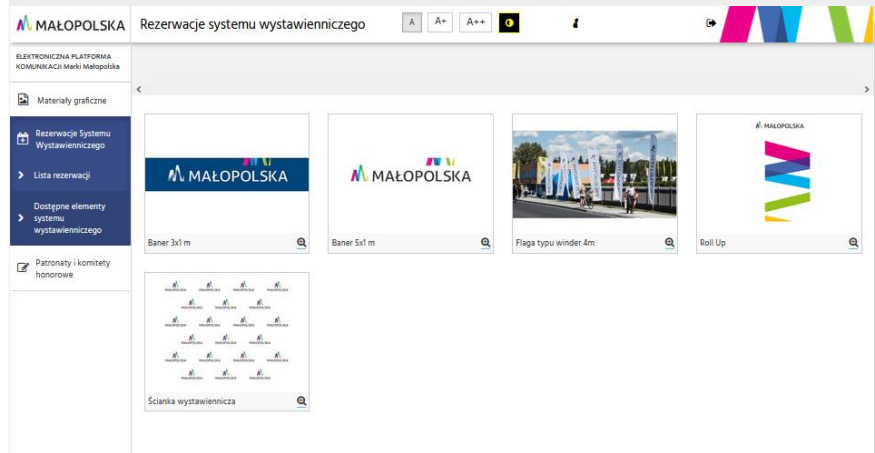 MAŁOPOLSKA
Rezerwacje systemu wystawienniczego
A
A+
A++
ELEKTRONICZNA PLATFORMA
KOMUNIKACJI Marki Małopolska
Materiały graficzne
Rezerwacje Systemu
Wystawienniczego
Lista rezerwacji
Dostępne elementy
systemu
wystawienniczego
Patronaty i komitety
honorowe
MAŁOPOLSKA
Baner 3x1 m
MAŁOPOLSKA
Baner 5x1 m
Flaga typu winder 4m
MAŁOPOLSKA
Roll Up
Ścianka wystawiennicza